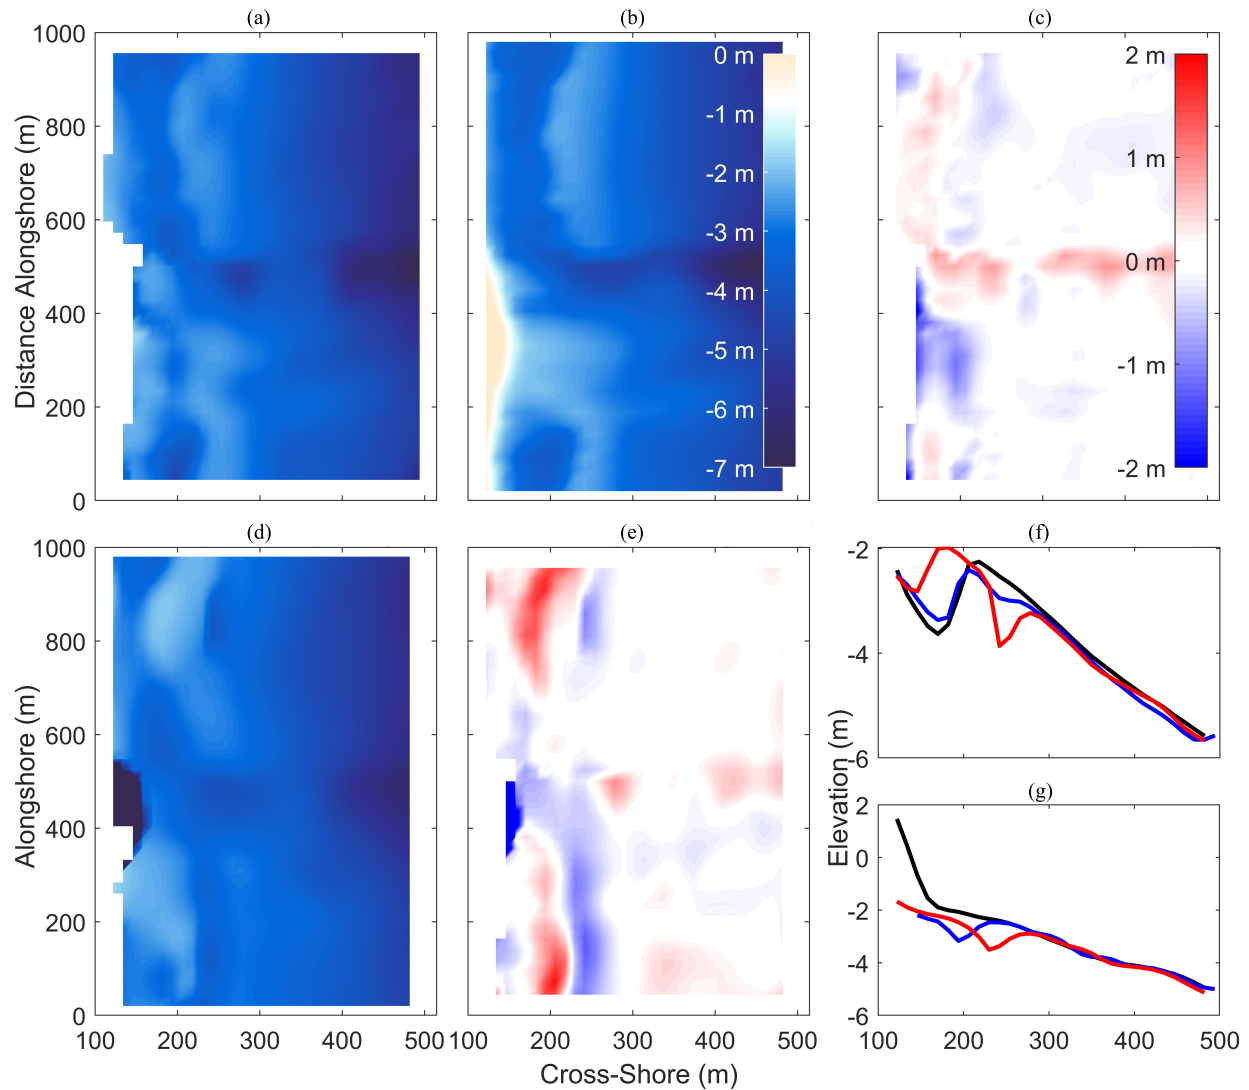 (a)
(b)
(c)
1000
800
600
400
200
0
Distance Alongshore (m)
0 m
-1 m
-2 m
-3 m
-4 m
-5 m
-6 m
-7 m
2 m
1 m
0 m
-1 m
-2 m
(d)
(e)
(f)
1000
800
600
400
200
0
Alongshore (m)
100 200 300 400 500
100 200 300 400 500
Cross-Shore (m)
-2
-4
-6
Elevation (m)
(g)
2
0
-2
-4
-6
100 200 300 400 500